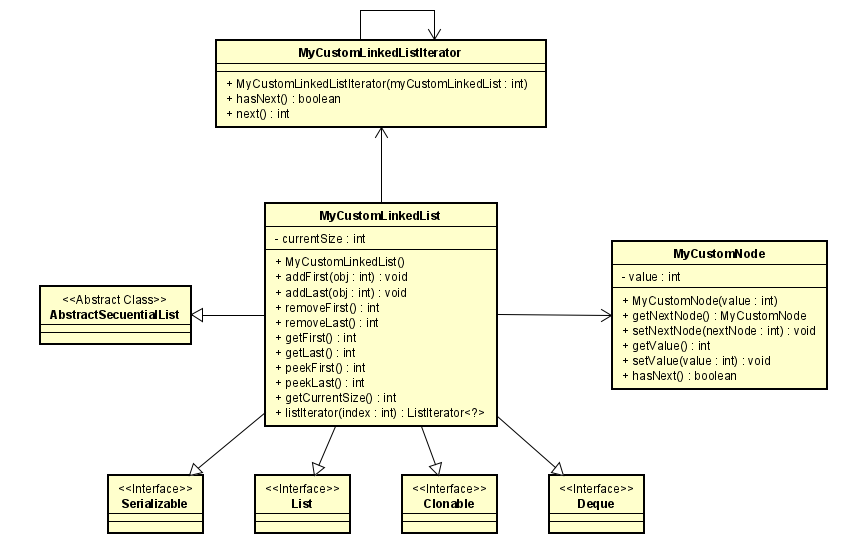 MyCustomLinkedListIterator
+ MyCustomLinkedListIterator(myCustomLinkedList : int)
+ hasNext() : boolean
+ next() : int
MyCustomLinkedList
- currentSize : int
+ MyCustomLinkedList()
+ addFirst(obj : int) : void
+ addLast(obj : int) : void
+ removeFirst() : int
+ removeLast() : int
+ getFirst() : int
+ getLast() : int
+ peekFirst() : int
+ peekLast() : int
+ getCurrentSize() : int
+ listIterator(index : int) : ListIterator<?>
MyCustomNode
- value : int
+ MyCustomNode(value : int)
+ getNextNode() : MyCustomNode
+ setNextNode(nextNode : int) : void
+ getValue() : int
+ setValue(value : int) : void
+ hasNext() : boolean
<<Abstract Class>>
AbstractSecuentialList
<<Interface>>
Serializable
<<Interface>>
List
<<Interface>>
Clonable
<<Interface>>
Deque